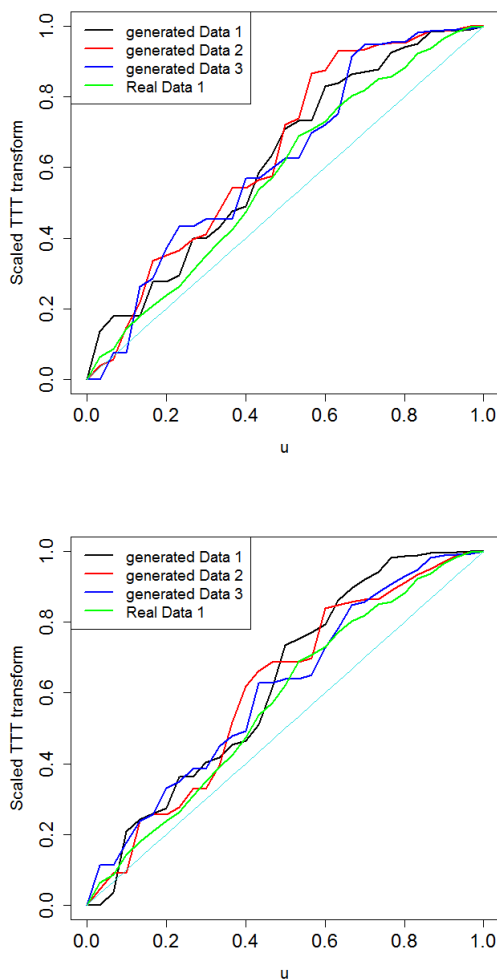 generated Data 1
generated Data 2
generated Data 3
Real Data 1
Scaled TTT transform
1.0
0.8
0.6
0.4
0.2
0.0
0.0 0.2 0.4 0.6 0.8 1.0
u
generated Data 1
generated Data 2
generated Data 3
Real Data 1
Scaled TTT transform
1.0
0.8
0.6
0.4
0.2
0.0
0.0 0.2 0.4 0.6 0.8 1.0
u